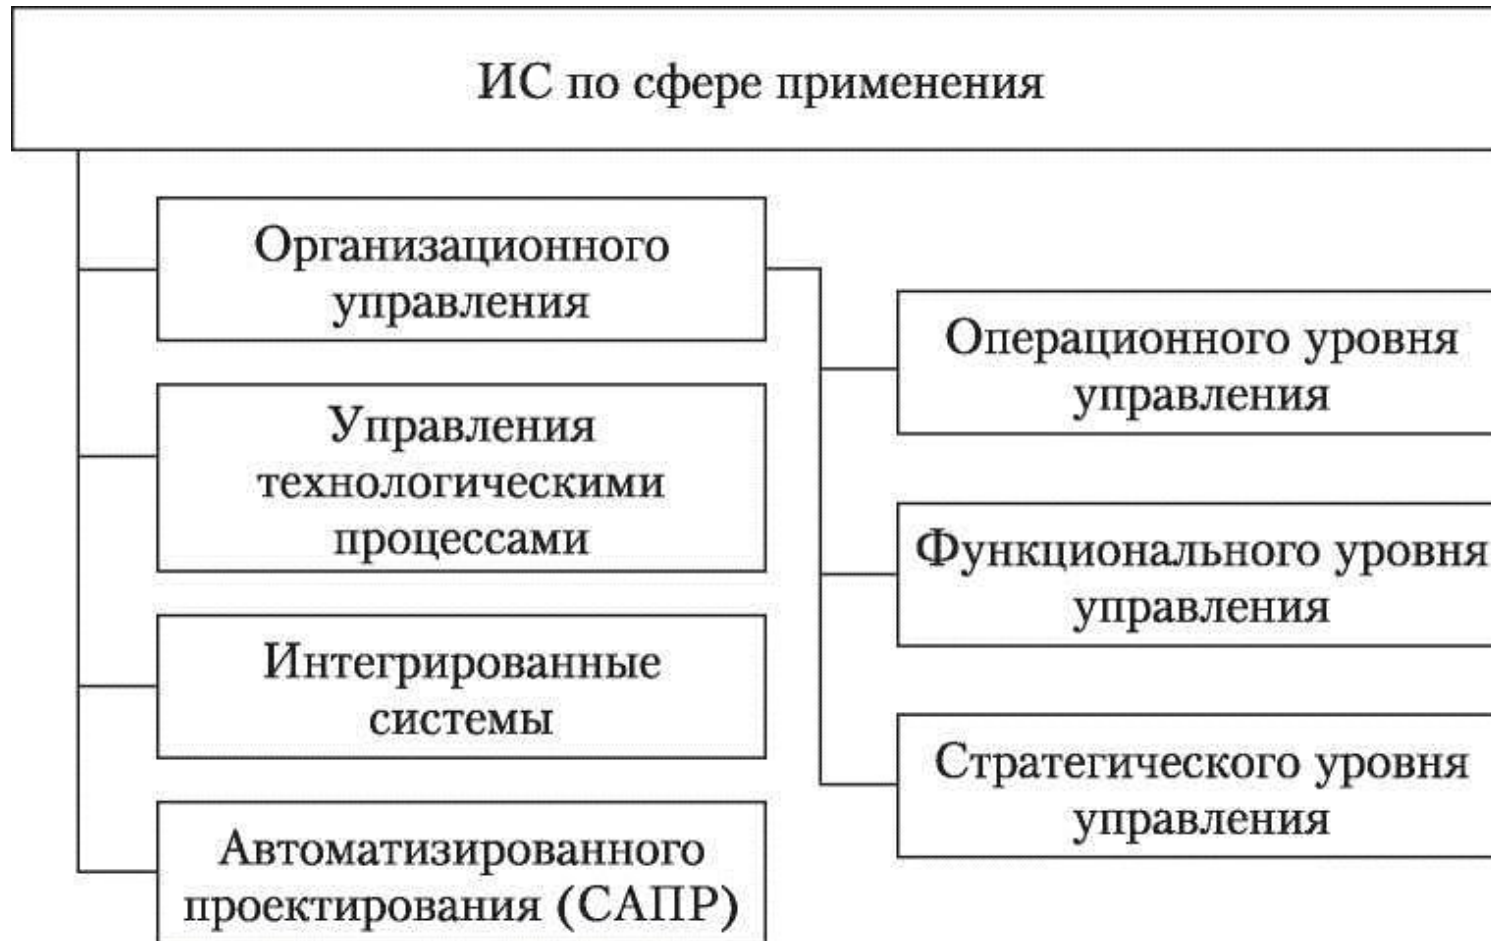 ИС по сфере применения
Организационного
управления
Управления
технологическими
процессами
Интегрированные
системы
Автоматизированного
проектирования (САПР)
Операционного уровня
управления
Функционального уровня
управления
Стратегического уровня
управления